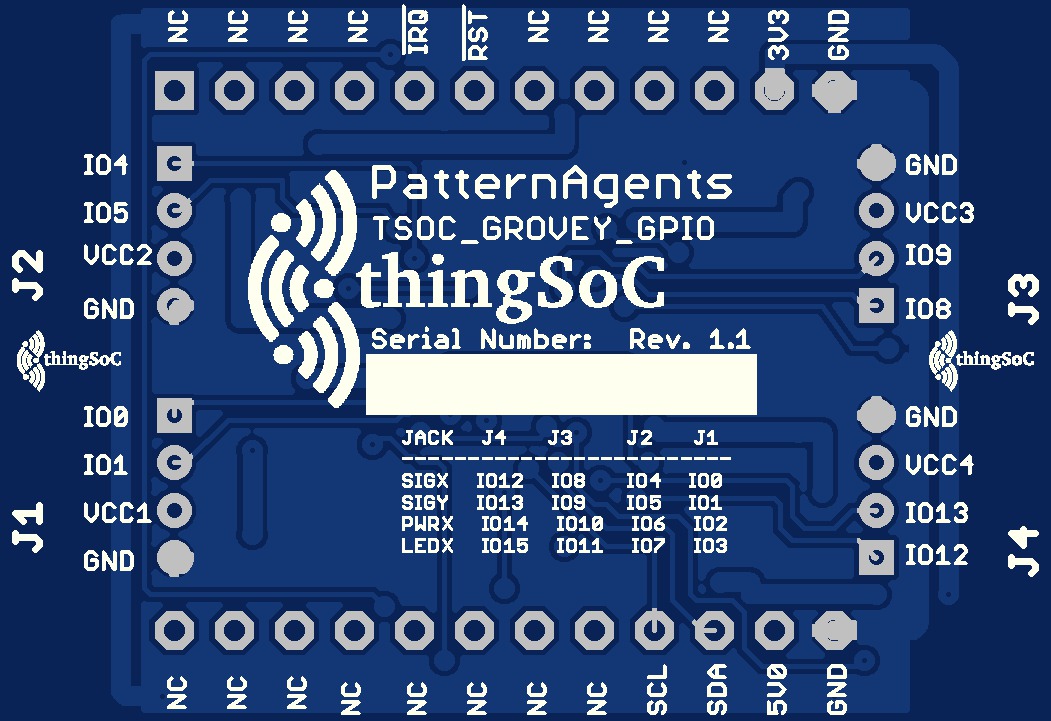 NC NC NC NC IRQ RST NC NC NC NC 3V3 GND
IO4 GND
IO5 VCC3
VCC2 IO9
GND IO8
J2 J3
PatternAgents
TSOC_GROVEY_GPIO
thingSoC
Serial Number: Rev. 1.1
thingSoC thingSoC
IO0 GND
IO1 VCC4
VCC1 IO13
GND IO12
J1 J4
JACK J4 J3 J2 J1
-------------------------
SIGX IO12 IO8 IO4 IO0
SIGY IO13 IO9 IO5 IO1
PWRX IO14 IO10 IO6 IO2
LEDX IO15 IO11 IO7 IO3
NC NC NC NC NC NC NC NC SCL SDA 5V0 GND